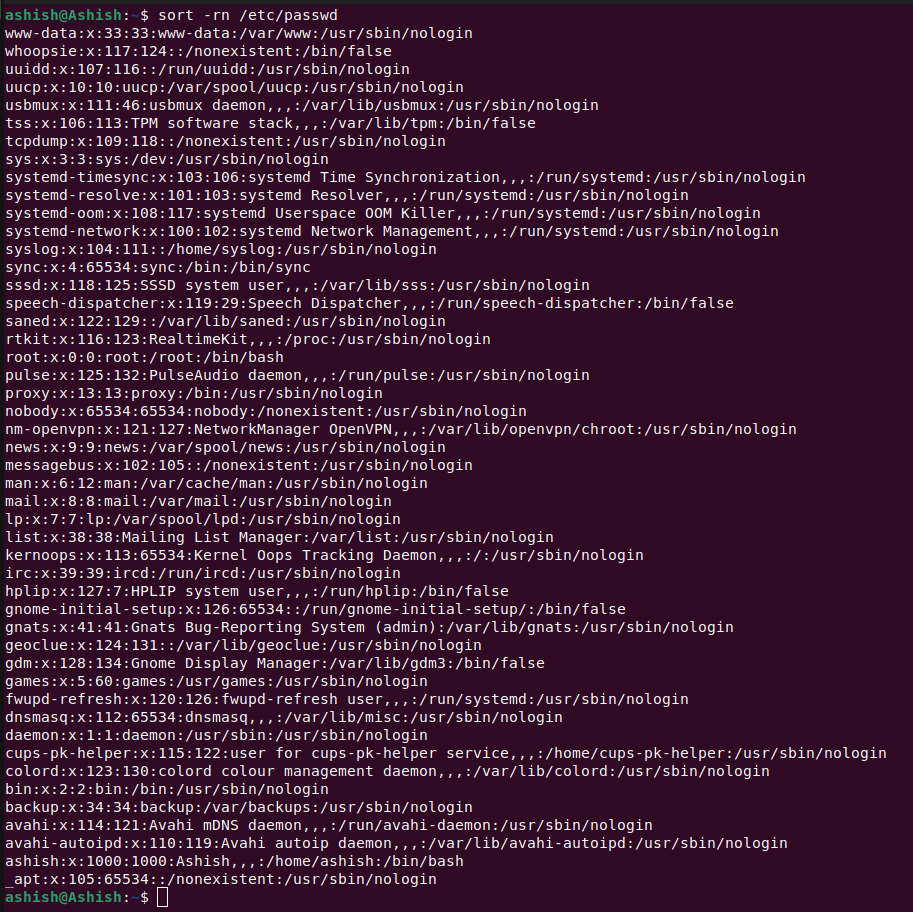 ashish@Ashish:~$ sort -rn /etc/passwd
www-data:x:33:33:www-data:/var/www:/usr/sbin/nologin
whoopsie:x:117:124::/nonexistent:/bin/false
uuidd:x:107:116::/run/uuidd:/usr/sbin/nologin
uucp:x:10:10:uucp:/var/spool/uucp:/usr/sbin/nologin
usbmux:x:111:46:usbmux daemon,,,:/var/lib/usbmux:/usr/sbin/nologin
tss:x:106:113:TPM software stack,,,:/var/lib/tpm:/bin/false
tcpdump:x:109:118::/nonexistent:/usr/sbin/nologin
sys:x:3:3:sys:/dev:/usr/sbin/nologin
systemd-timesync:x:103:106:systemd Time Synchronization,,,:/run/systemd:/usr/sbin/nologin
systemd-resolve:x:101:103:systemd Resolver,,,:/run/systemd:/usr/sbin/nologin
systemd-oom:x:108:117:systemd Userspace OOM Killer,,,:/run/systemd:/usr/sbin/nologin
systemd-network:x:100:102:systemd Network Management,,,:/run/systemd:/usr/sbin/nologin
syslog:x:104:111::/home/syslog:/usr/sbin/nologin
sync:x:4:65534:sync:/bin:/bin/sync
sssd:x:118:125:SSSD system user,,,:/var/lib/sss:/usr/sbin/nologin
speech-dispatcher:x:119:29:Speech Dispatcher,,,:/run/speech-dispatcher:/bin/false
saned:x:122:129::/var/lib/saned:/usr/sbin/nologin
rtkit:x:116:123:RealtimeKit,,,:/proc:/usr/sbin/nologin
root:x:0:0:root:/root:/bin/bash
pulse:x:125:132:PulseAudio daemon,,,:/run/pulse:/usr/sbin/nologin
proxy:x:13:13:proxy:/bin:/usr/sbin/nologin
nobody:x:65534:65534:nobody:/nonexistent:/usr/sbin/nologin
nm-openvpn:x:121:127:NetworkManager OpenVPN,,,:/var/lib/openvpn/chroot:/usr/sbin/nologin
news:x:9:9:news:/var/spool/news:/usr/sbin/nologin
messagebus:x:102:105::/nonexistent:/usr/sbin/nologin
man:x:6:12:man:/var/cache/man:/usr/sbin/nologin
mail:x:8:8:mail:/var/mail:/usr/sbin/nologin
lp:x:7:7:lp:/var/spool/lpd:/usr/sbin/nologin
list:x:38:38:Mailing List Manager:/var/list:/usr/sbin/nologin
kernoops:x:113:65534:Kernel Oops Tracking Daemon,,,:/:/usr/sbin/nologin
irc:x:39:39:ircd:/run/ircd:/usr/sbin/nologin
hplip:x:127:7:HPLIP system user,,,:/run/hplip:/bin/false
gnome-initial-setup:x:126:65534::/run/gnome-initial-setup/:/bin/false
gnats:x:41:41:Gnats Bug-Reporting System (admin):/var/lib/gnats:/usr/sbin/nologin
geoclue:x:124:131::/var/lib/geoclue:/usr/sbin/nologin
gdm:x:128:134:Gnome Display Manager:/var/lib/gdm3:/bin/false
games:x:5:60:games:/usr/games:/usr/sbin/nologin
fwupd-refresh:x:120:126:fwupd-refresh user,,,:/run/systemd:/usr/sbin/nologin
dnsmasq:x:112:65534:dnsmasq,,,:/var/lib/misc:/usr/sbin/nologin
daemon:x:1:1:daemon:/usr/sbin:/usr/sbin/nologin
cups-pk-helper:x:115:122:user for cups-pk-helper service,,,:/home/cups-pk-helper:/usr/sbin/nologin
colord:x:123:130:colord colour management daemon,,,:/var/lib/colord:/usr/sbin/nologin
bin:x:2:2:bin:/bin:/usr/sbin/nologin
backup:x:34:34:backup:/var/backups:/usr/sbin/nologin
avahi:x:114:121:Avahi mDNS daemon,,,:/run/avahi-daemon:/usr/sbin/nologin
avahi-autoipd:x:110:119:Avahi autoip daemon,,,:/var/lib/avahi-autoipd:/usr/sbin/nologin
ashish:x:1000:1000:Ashish,,,:/home/ashish:/bin/bash
_apt:x:105:65534::/nonexistent:/usr/sbin/nologin
ashish@Ashish:~$